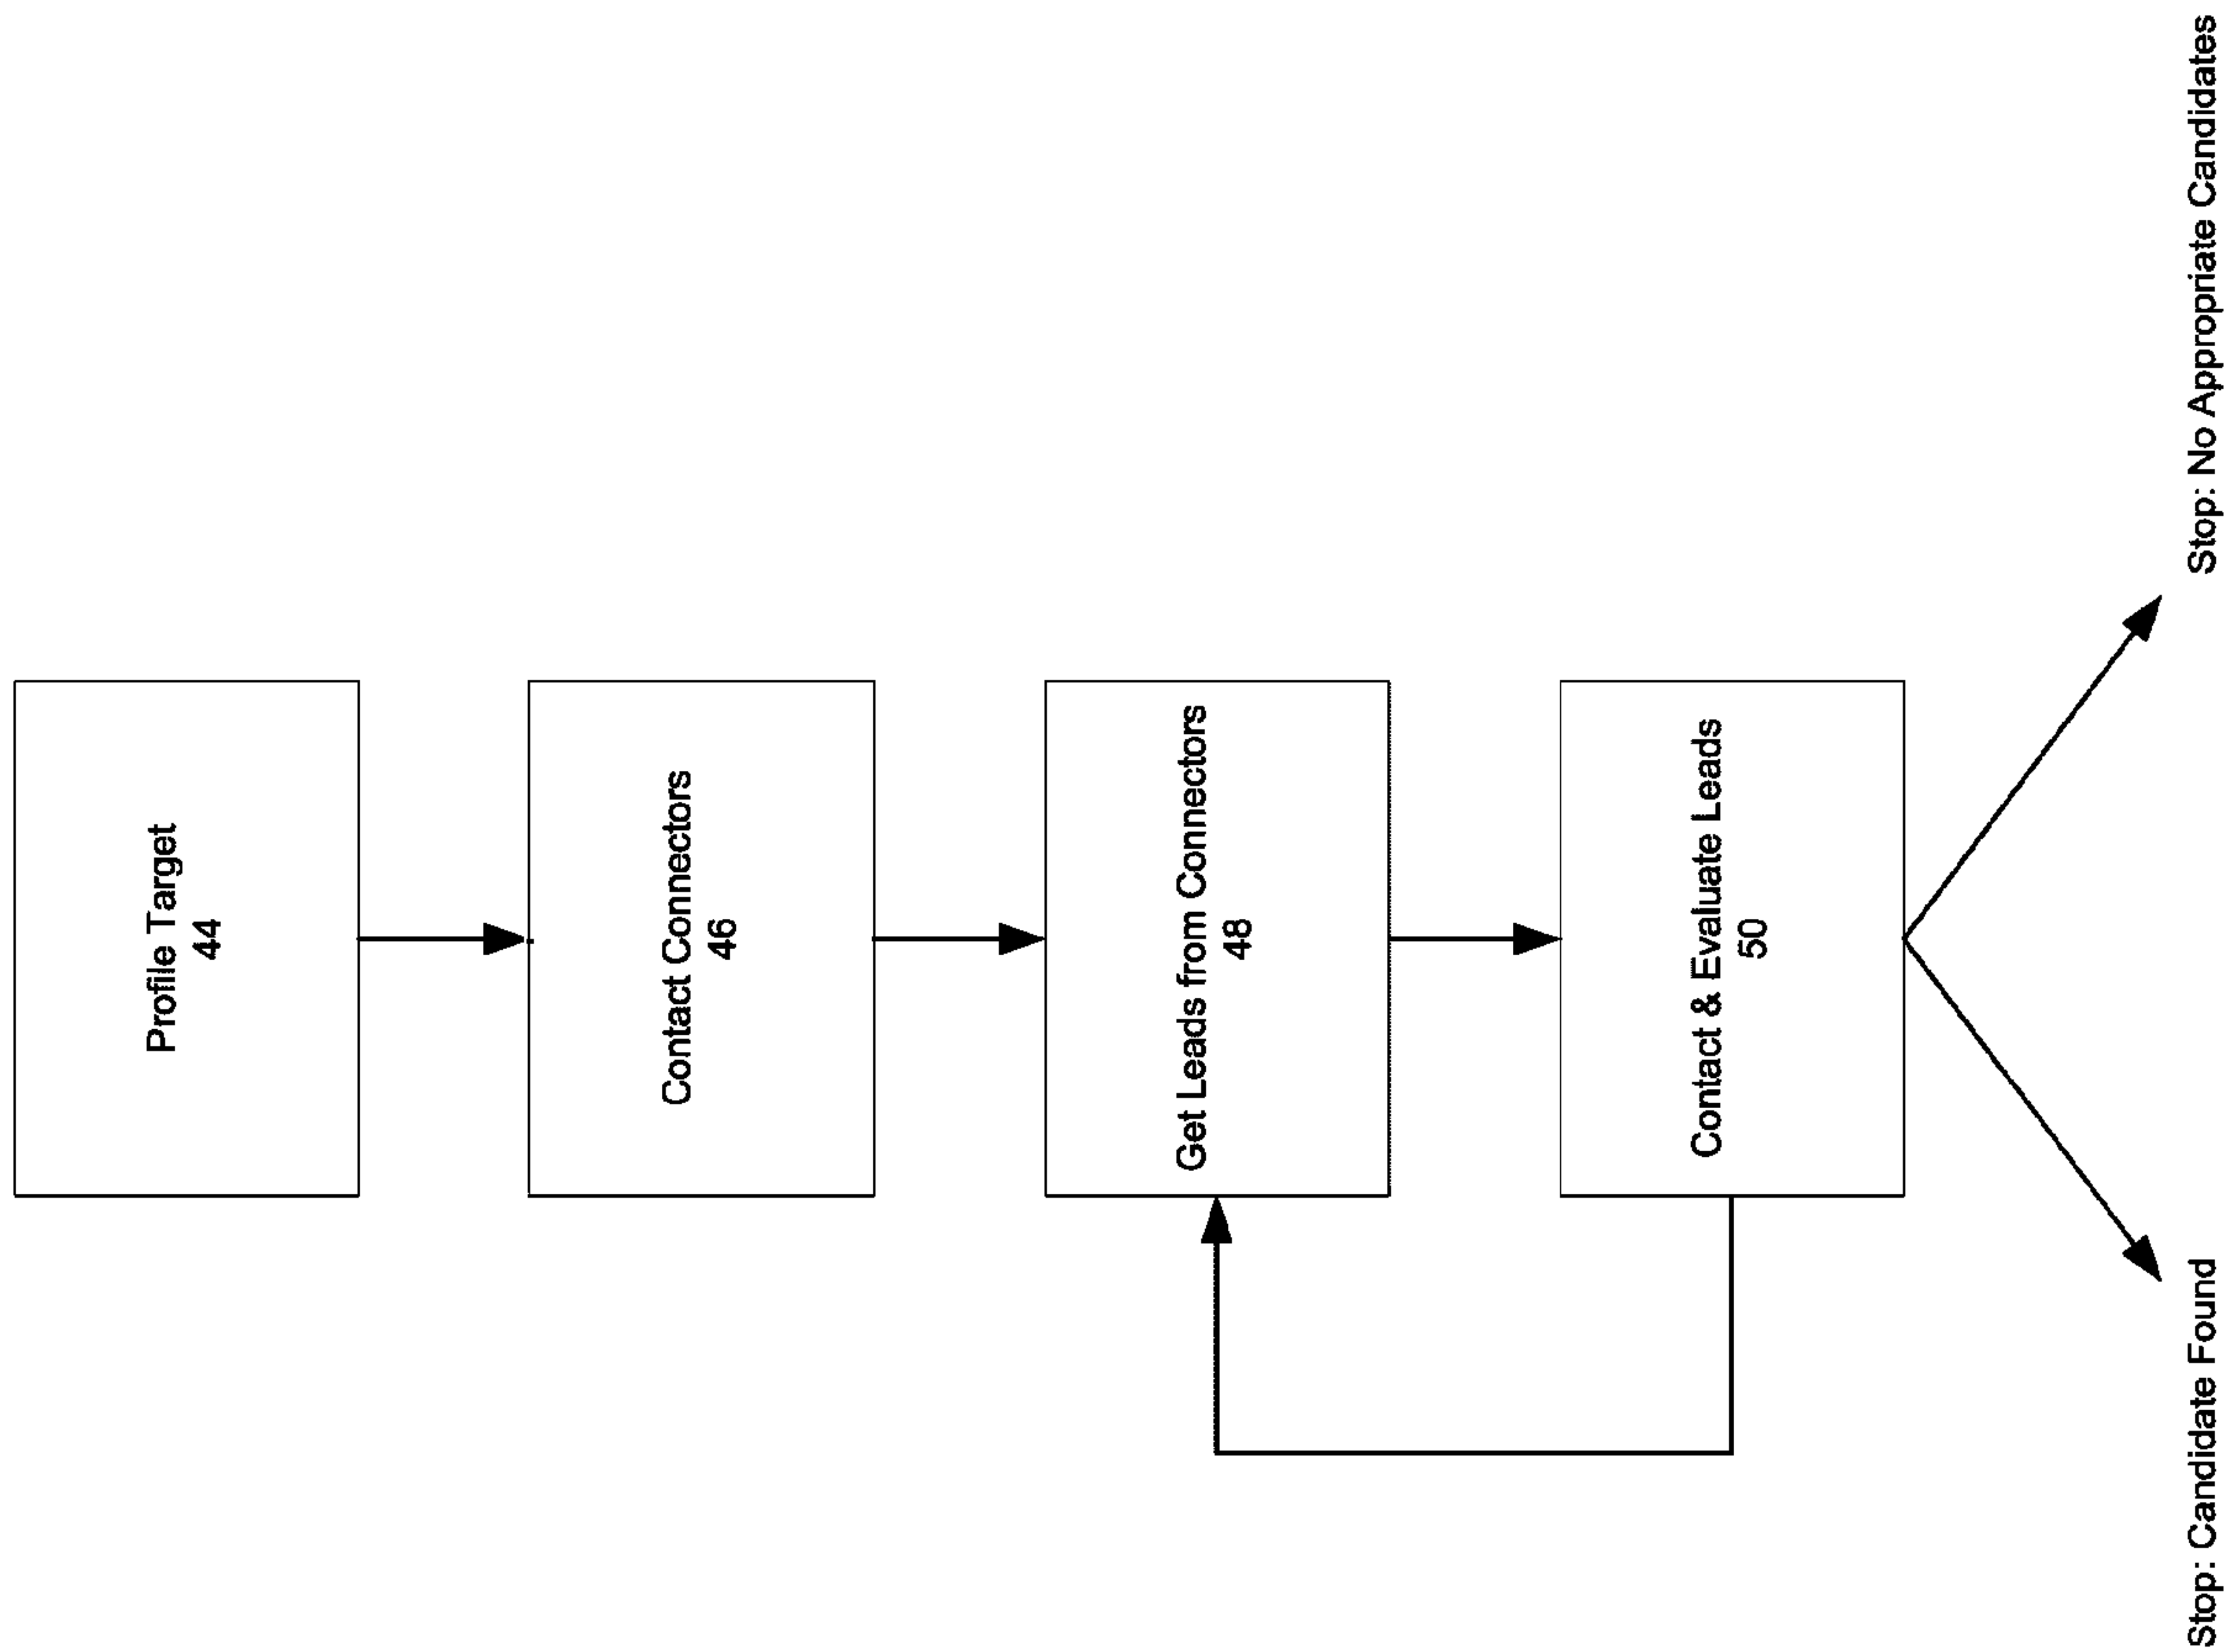 Profile Target
44
Contact Connectors
46
Get Leads from Connectors
48
Contact & Evaluate Leads
50
Stop: Candidate Found
Stop: No Appropriate Candidates